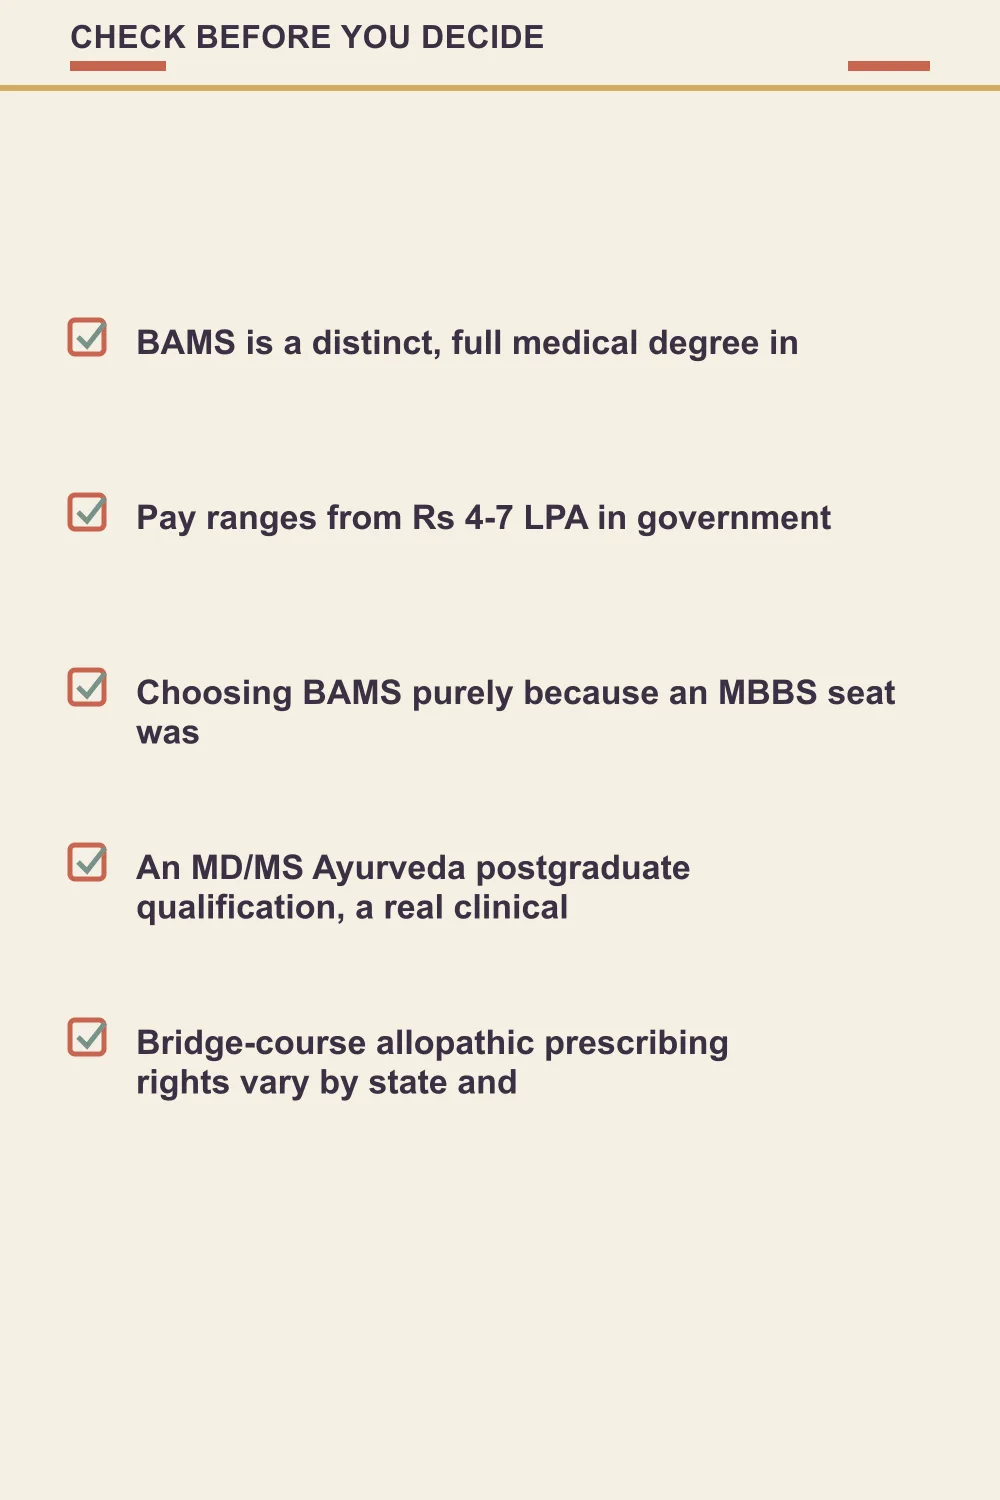 CHECK BEFORE YOU DECIDE
BAMS is a distinct, full medical degree in
Pay ranges from Rs 4-7 LPA in government
Choosing BAMS purely because an MBBS seat
was
An MD/MS Ayurveda postgraduate
qualification, a real clinical
Bridge-course allopathic prescribing
rights vary by state and